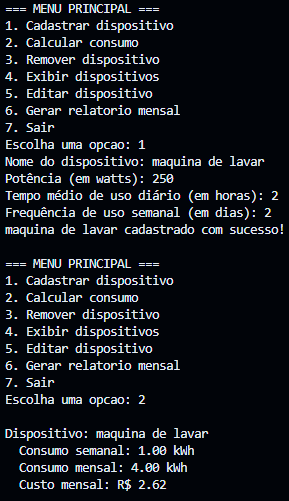 === MENU PRINCIPAL ===
1. Cadastrar dispositivo
2. Calcular consumo
3. Remover dispositivo
4. Exibir dispositivos
5. Editar dispositivo
6. Gerar relatorio mensal
7. Sair
Escolha uma opcao: 1
Nome do dispositivo: maquina de lavar
Potência (em watts): 250
Tempo médio de uso diário (em horas): 2
Frequência de uso semanal (em dias): 2
maquina de lavar cadastrado com sucesso!
=== MENU PRINCIPAL ===
1. Cadastrar dispositivo
2. Calcular consumo
3. Remover dispositivo
4. Exibir dispositivos
5. Editar dispositivo
6. Gerar relatorio mensal
7. Sair
Escolha uma opcao: 2
Dispositivo: maquina de lavar
Consumo semanal: 1.00 kWh
Consumo mensal: 4.00 kWh
Custo mensal: R$ 2.62